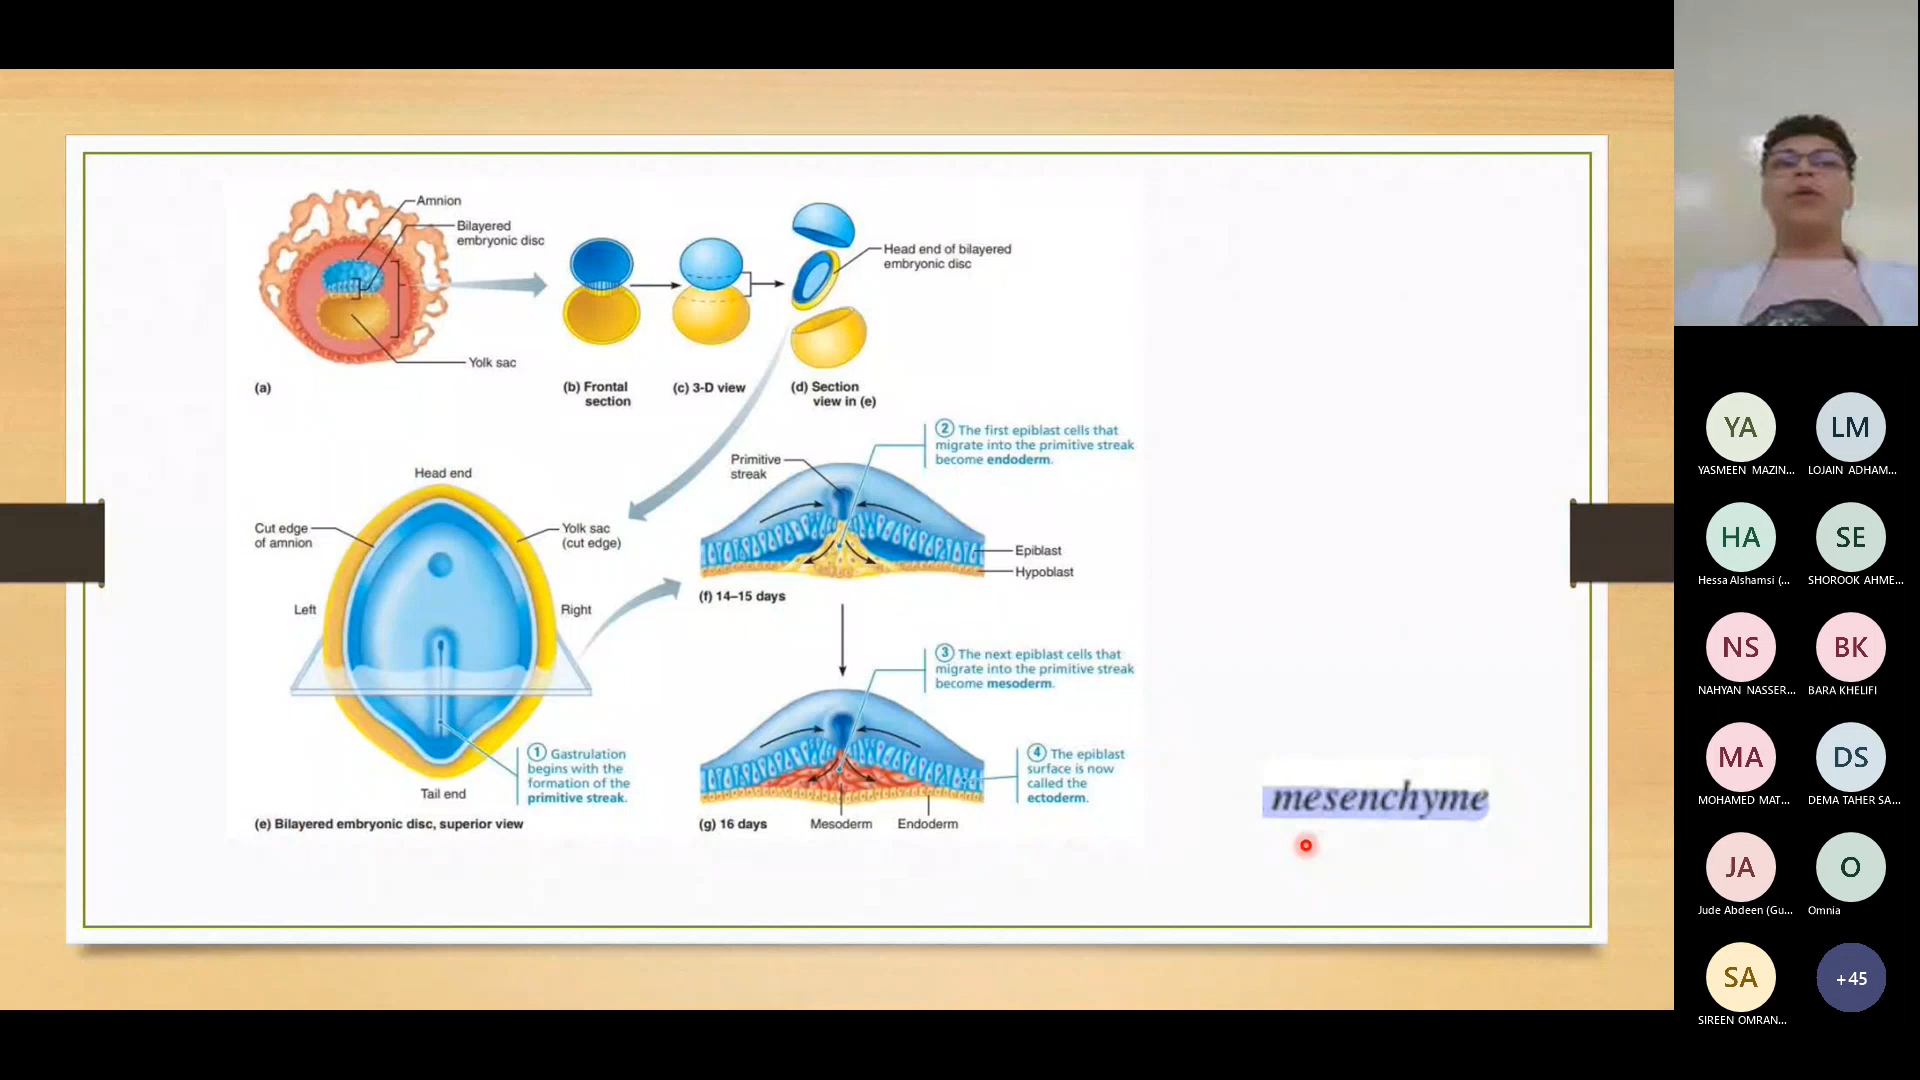 Amnion
Bilayered
embryonic disc
Yolk sac
(a)
(b) Frontal
section
(c) 3-D view
(d) Section
view in (e)
Head end of bilayered
embryonic disc
Head end
Cut edge
of amnion
Yolk sac
(cut edge)
Left
Right
Tail end
1 Gastrulation
begins with the
formation of the
primitive streak.
(e) Bilayered embryonic disc, superior view
2 The first epiblast cells that
migrate into the primitive streak
become endoderm.
Primitive
streak
Epiblast
Hypoblast
(f) 14–15 days
3 The next epiblast cells that
migrate into the primitive streak
become mesoderm.
4 The epiblast
surface is now
called the
ectoderm.
(g) 16 days
Mesoderm
Endoderm
mesenchyme
YA
YASMEEN MAZIN...
LM
LOJAIN ADHAM...
HA
Hessa Alshamsi (...
SE
SHOROOK AHME...
NS
NAHYAN NASSER...
BK
BARA KHELIFI
MA
MOHAMED MAT...
DS
DEMA TAHER SA...
JA
Jude Abdeen (Gu...
O
Omnia
SA
SIREEN OMRAN...
+45